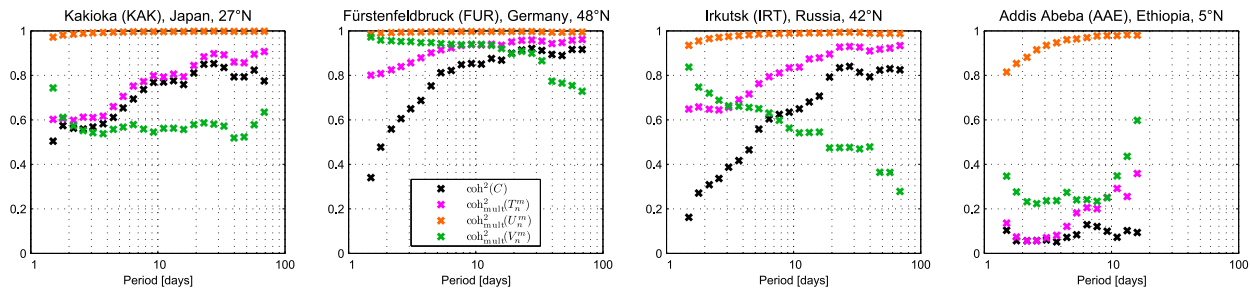 Kakioka (KAK), Japan, 27°N
1
0.8
0.6
0.4
0.2
0
1 10 100
Period [days]
Fürstenfeldbruck (FUR), Germany, 48°N
1
0.8
0.6
0.4
0.2
0
coh²(C)
coh²mult(Tₙᵐ)
coh²mult(Uₙᵐ)
coh²mult(Vₙᵐ)
1 10 100
Period [days]
Irkutsk (IRT), Russia, 42°N
1
0.8
0.6
0.4
0.2
0
1 10 100
Period [days]
Addis Abeba (AAE), Ethiopia, 5°N
1
0.8
0.6
0.4
0.2
0
1 10 100
Period [days]